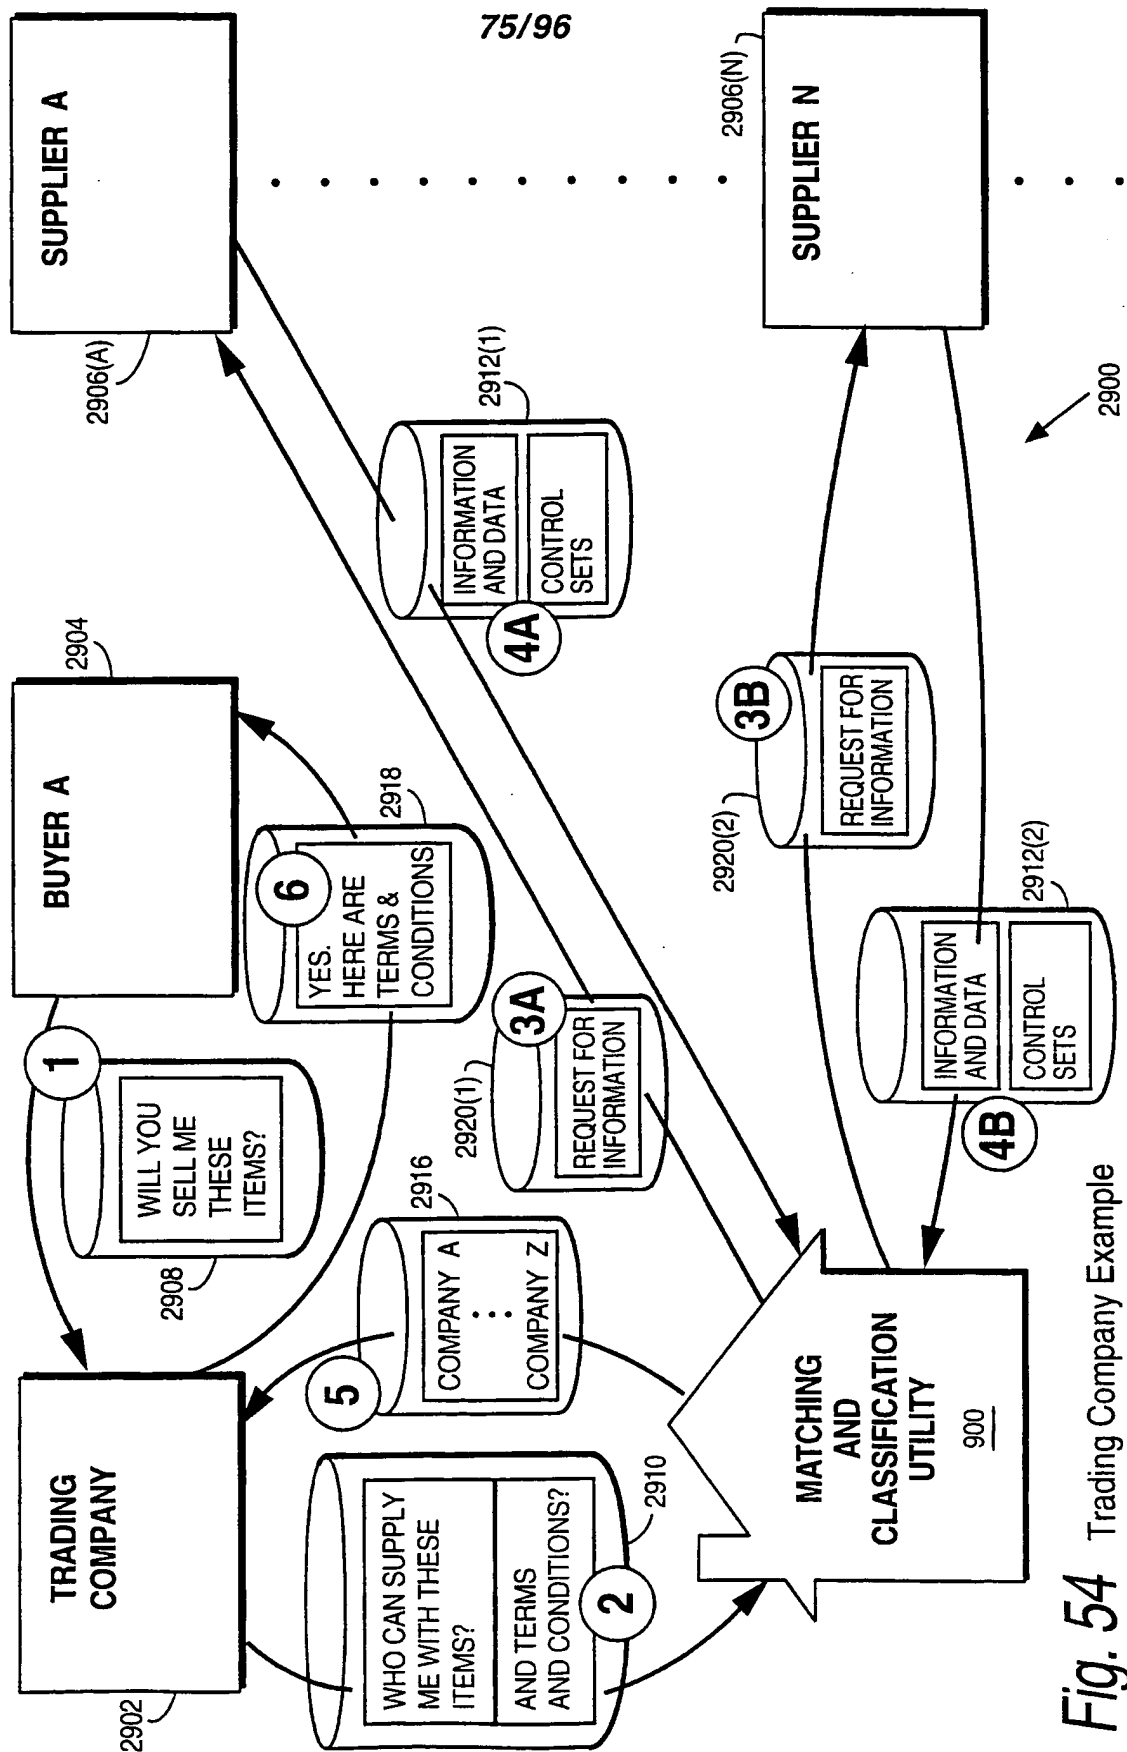 75/96
TRADING
COMPANY
2902
BUYER A
2904
SUPPLIER A
2906(A)
1
WILL YOU
SELL ME
THESE
ITEMS?
2908
6
YES.
HERE ARE
TERMS &
CONDITIONS
2918
WHO CAN SUPPLY
ME WITH THESE
ITEMS?
AND TERMS
AND CONDITIONS?
2
2910
5
COMPANY A
COMPANY Z
2916
2920(1)
3A
REQUEST FOR
INFORMATION
4A
INFORMATION
AND DATA
CONTROL
SETS
2912(1)
MATCHING
AND
CLASSIFICATION
UTILITY
900
2920(2)
3B
REQUEST FOR
INFORMATION
4B
INFORMATION
AND DATA
CONTROL
SETS
2912(2)
SUPPLIER N
2906(N)
2900
Fig. 54 Trading Company Example